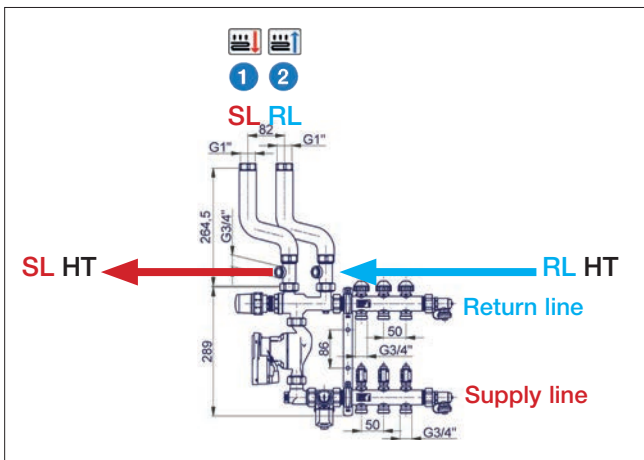 1 2
SL RL
82
G1" G1"
264,5
G3/4"
SL HT
RL HT
Return line
50
G3/4"
86
289
Supply line
50
G3/4"